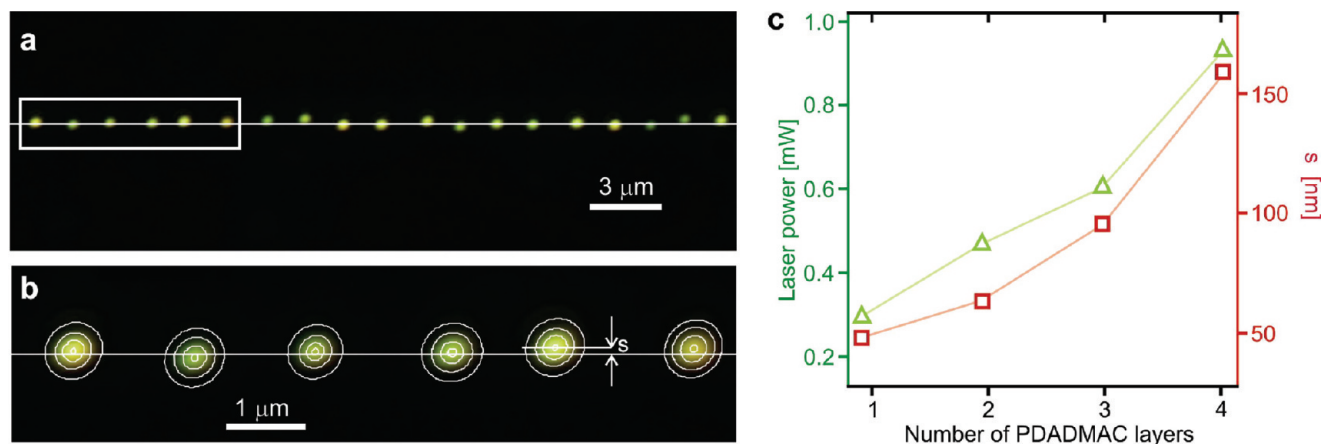 a
3 μm
b
s
1 μm
c
Laser power [mW]
1.0
0.8
0.6
0.4
0.2
150
100
50
s [nm]
1 2 3 4
Number of PDADMAC layers